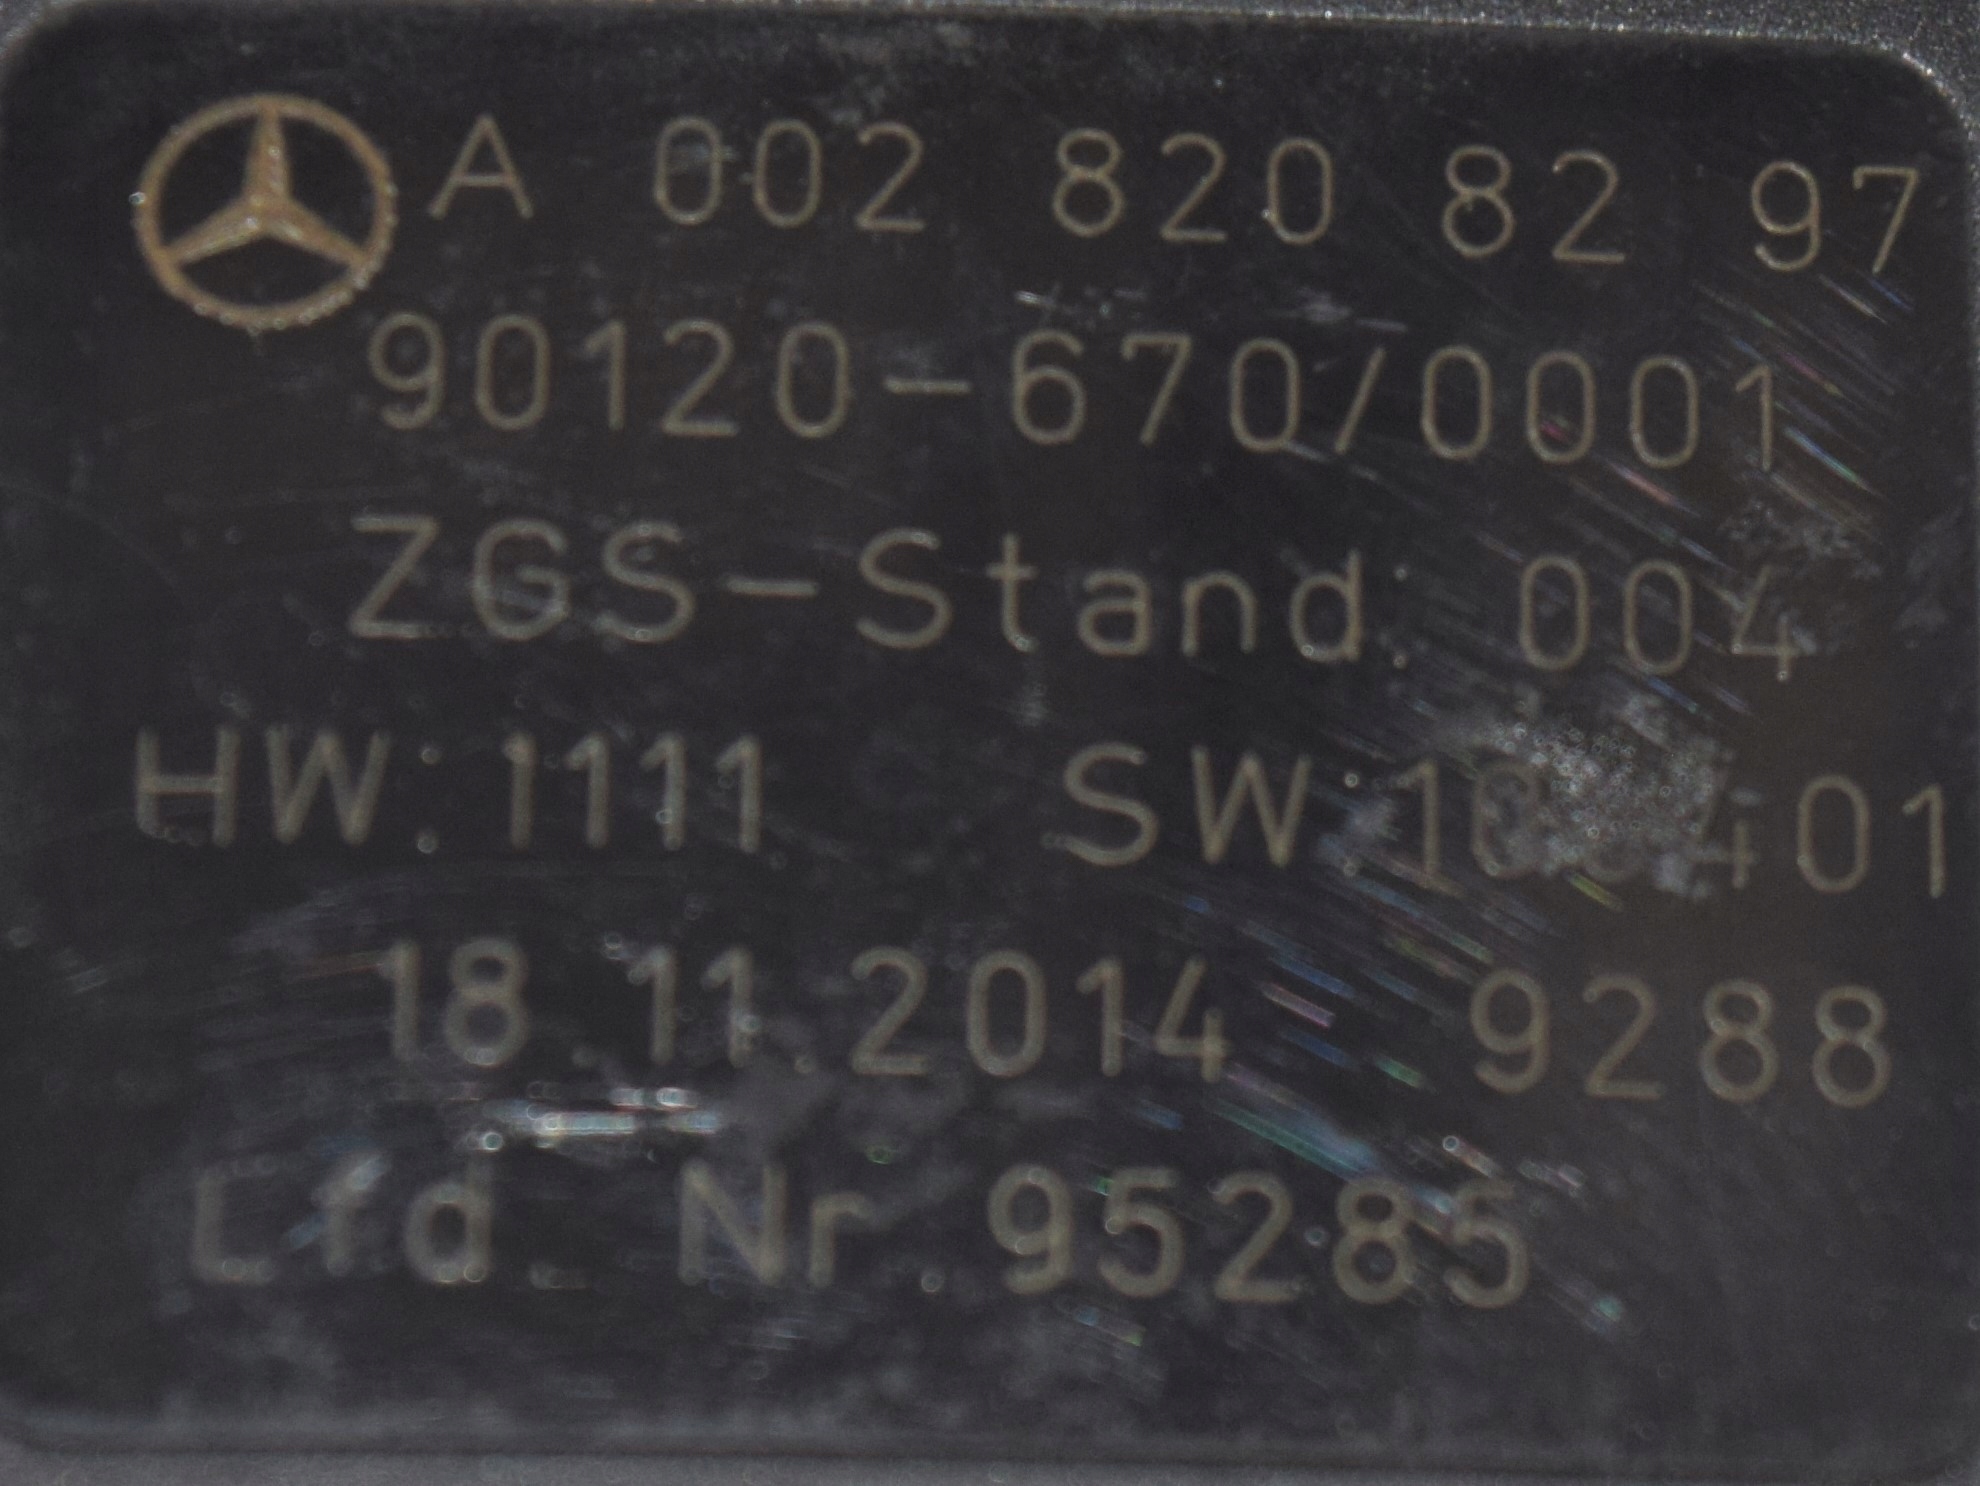 A 002 820 82 97
90120-670/0001
ZGS-Stand: 004
HW:1111 SW:
18.11.2014 9288
Lfd. Nr.95285